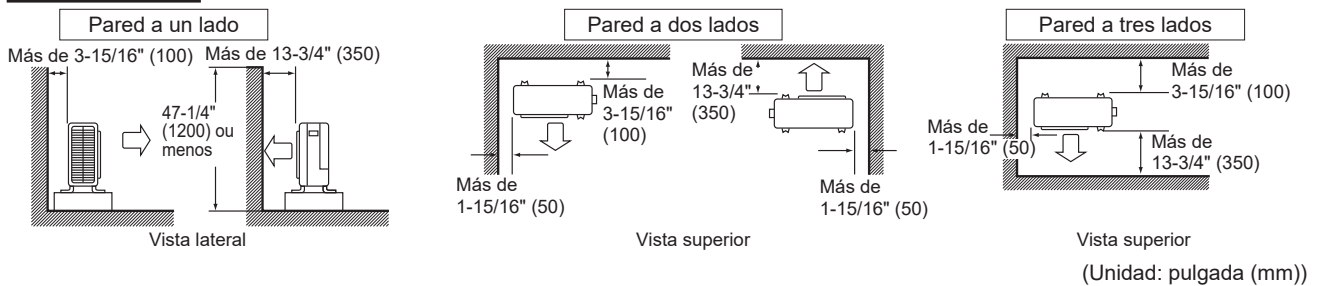 Pared a un lado
Más de 3-15/16" (100)
Más de 13-3/4" (350)
47-1/4"
(1200) ou
menos
Vista lateral
Pared a dos lados
Más de
3-15/16"
(100)
Más de
1-15/16" (50)
Más de
13-3/4"
(350)
Más de
1-15/16" (50)
Vista superior
Pared a tres lados
Más de
3-15/16" (100)
Más de
1-15/16" (50)
Más de
13-3/4" (350)
Vista superior
(Unidad: pulgada (mm))